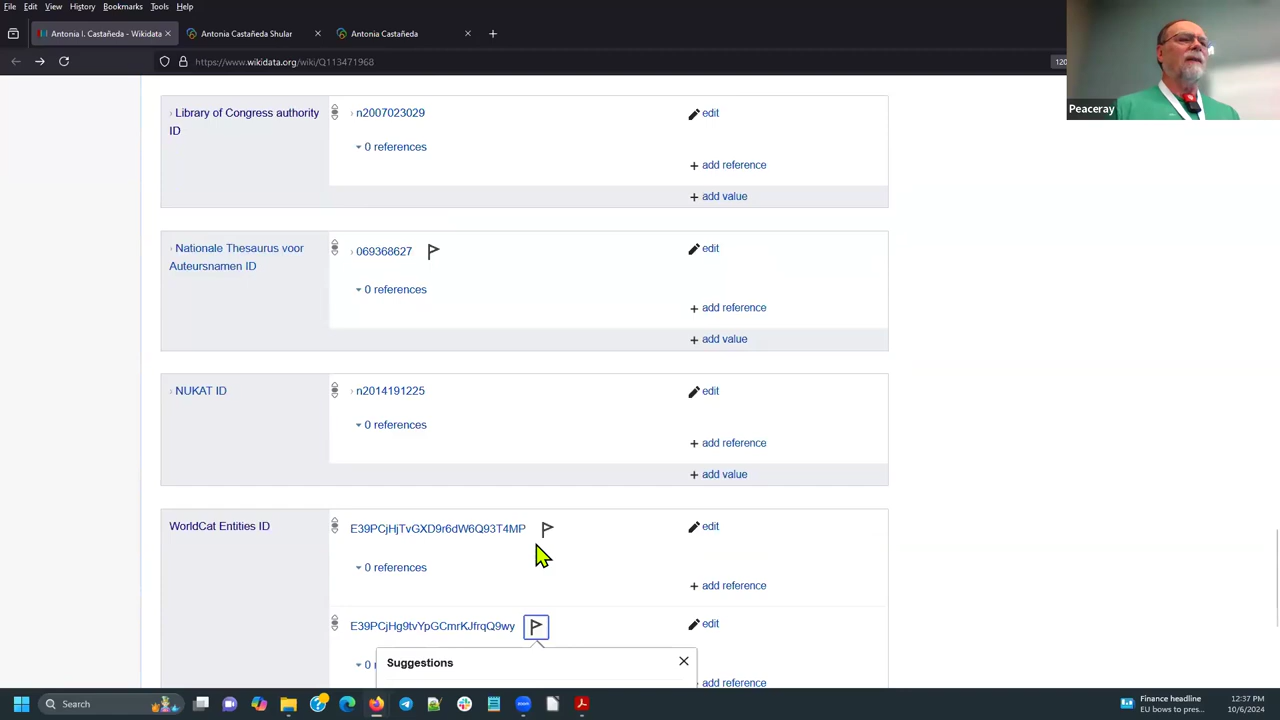 File Edit View History Bookmarks Tools Help
Antonia I. Castañeda - Wikidata
Antonia Castañeda Shular
Antonia Castañeda
https://www.wikidata.org/wiki/Q113471968
120
Peaceray
Library of Congress authority ID
n2007023029
edit
0 references
+ add reference
+ add value
Nationale Thesaurus voor Auteursnamen ID
069368627
edit
0 references
+ add reference
+ add value
NUKAT ID
n2014191225
edit
0 references
+ add reference
+ add value
WorldCat Entities ID
E39PCjHjTvGXD9r6dW6Q93T4MP
edit
0 references
+ add reference
E39PCjHg9tvYpGCmrKJfrqQ9wy
edit
Suggestions
0 r
add reference
Search
Finance headline
EU bows to pres...
12:37 PM
10/6/2024